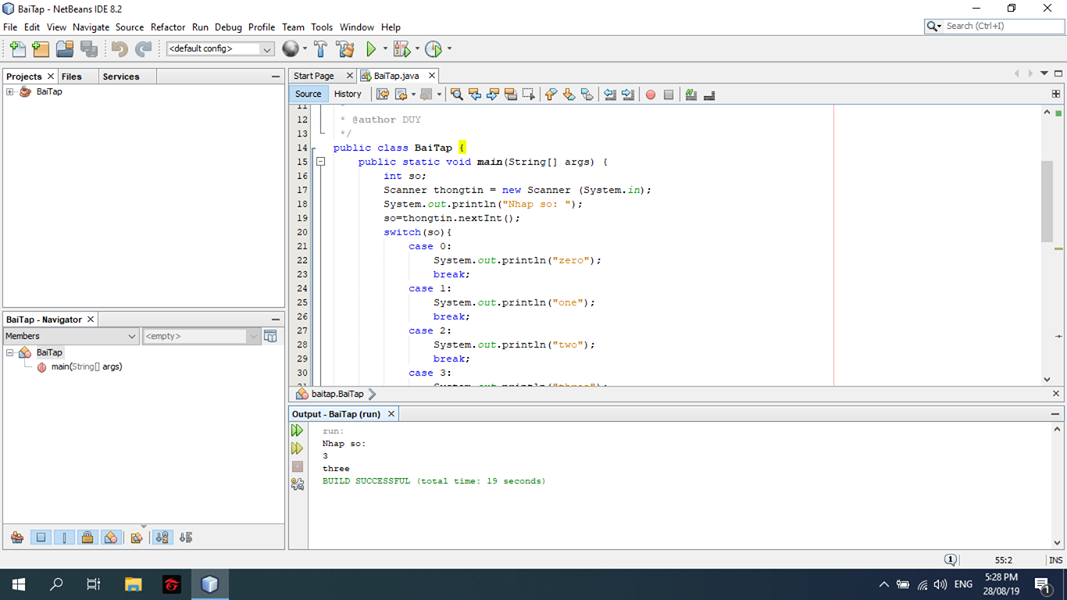 BaiTap - NetBeans IDE 8.2
File Edit View Navigate Source Refactor Run Debug Profile Team Tools Window Help
Search (Ctrl+I)
<default config>
Projects Files Services
BaiTap
Start Page BaiTap.java
Source History
11 *
12 * @author DUY
13 */
14 public class BaiTap {
15 public static void main(String[] args) {
16 int so;
17 Scanner thongtin = new Scanner (System.in);
18 System.out.println("Nhap so: ");
19 so=thongtin.nextInt();
20 switch(so){
21 case 0:
22 System.out.println("zero");
23 break;
24 case 1:
25 System.out.println("one");
26 break;
27 case 2:
28 System.out.println("two");
29 break;
30 case 3:
31 System.out.println("three");
baitap.BaiTap
BaiTap - Navigator
Members <empty>
BaiTap
main(String[] args)
Output - BaiTap (run)
run:
Nhap so:
3
three
BUILD SUCCESSFUL (total time: 19 seconds)
1 55:2 INS
ENG 5:28 PM
28/08/19
1